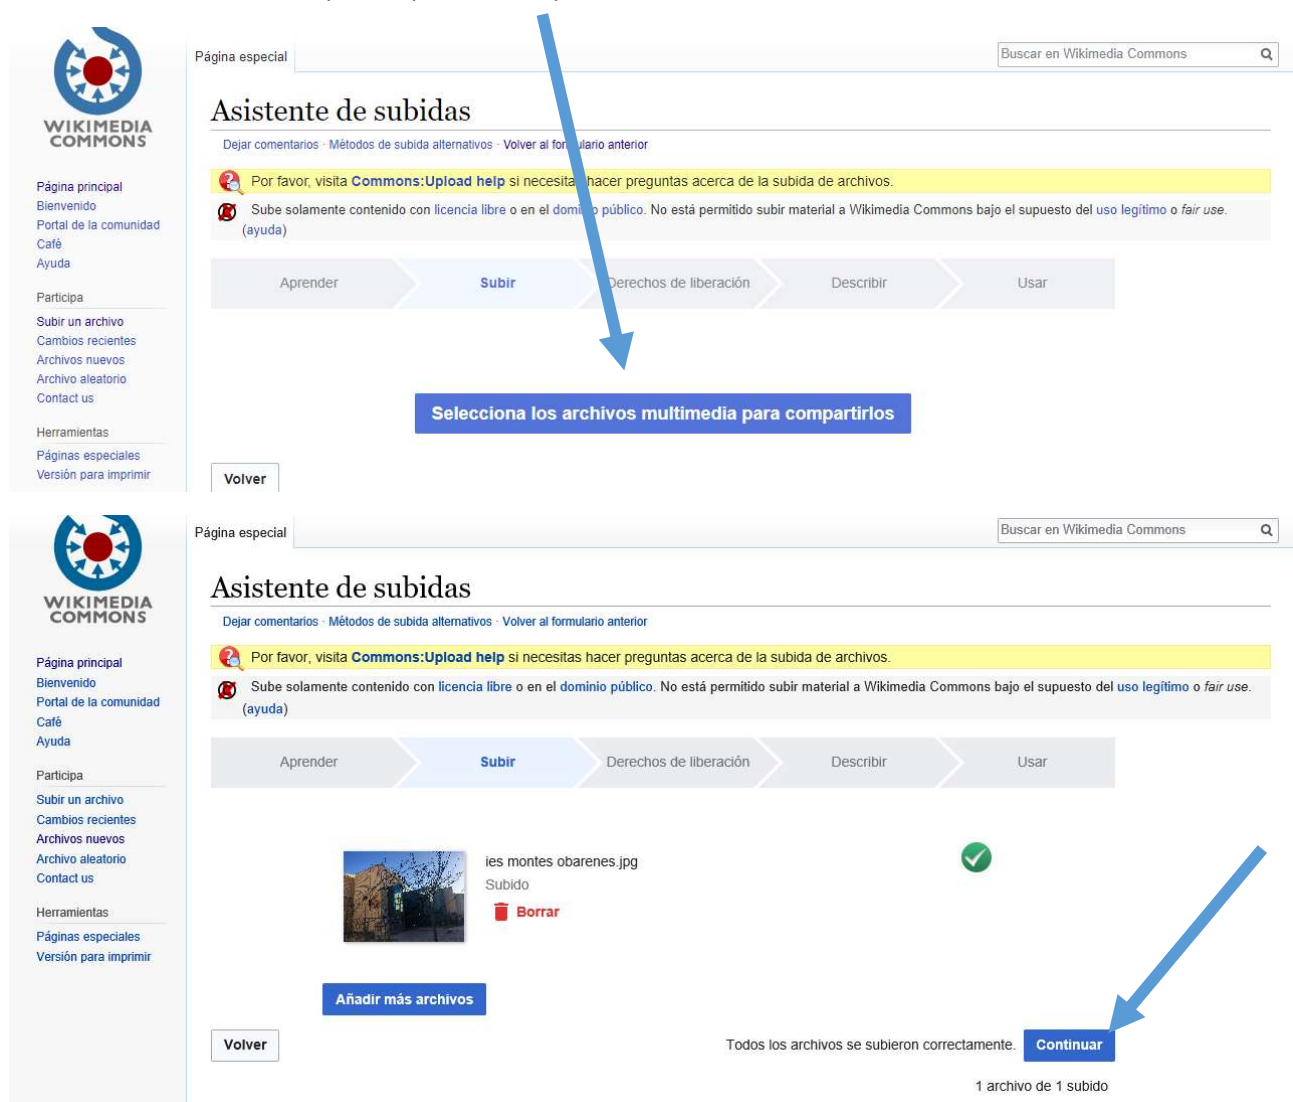 Página especial
Buscar en Wikimedia Commons
WIKIMEDIA
COMMONS
Asistente de subidas
Dejar comentarios · Métodos de subida alternativos · Volver al formulario anterior
Por favor, visita Commons:Upload help si necesitas hacer preguntas acerca de la subida de archivos.
Sube solamente contenido con licencia libre o en el dominio público. No está permitido subir material a Wikimedia Commons bajo el supuesto del uso legítimo o fair use.
(ayuda)
Página principal
Bienvenido
Portal de la comunidad
Café
Ayuda
Participa
Subir un archivo
Cambios recientes
Archivos nuevos
Archivo aleatorio
Contact us
Herramientas
Páginas especiales
Versión para imprimir
Aprender
Subir
Derechos de liberación
Describir
Usar
Selecciona los archivos multimedia para compartirlos
Volver
Página especial
Buscar en Wikimedia Commons
WIKIMEDIA
COMMONS
Asistente de subidas
Dejar comentarios · Métodos de subida alternativos · Volver al formulario anterior
Por favor, visita Commons:Upload help si necesitas hacer preguntas acerca de la subida de archivos.
Sube solamente contenido con licencia libre o en el dominio público. No está permitido subir material a Wikimedia Commons bajo el supuesto del uso legítimo o fair use.
(ayuda)
Página principal
Bienvenido
Portal de la comunidad
Café
Ayuda
Participa
Subir un archivo
Cambios recientes
Archivos nuevos
Archivo aleatorio
Contact us
Herramientas
Páginas especiales
Versión para imprimir
Aprender
Subir
Derechos de liberación
Describir
Usar
ies montes obarenes.jpg
Subido
Borrar
Añadir más archivos
Volver
Todos los archivos se subieron correctamente.
Continuar
1 archivo de 1 subido